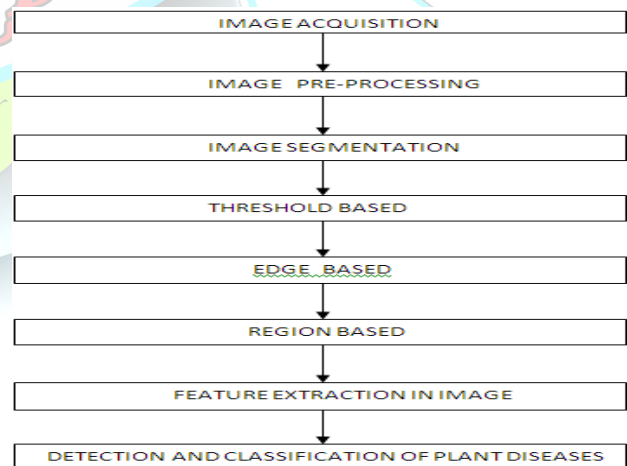 IMAGE ACQUISITION
IMAGE PRE-PROCESSING
IMAGE SEGMENTATION
THRESHOLD BASED
EDGE BASED
REGION BASED
FEATURE EXTRACTION IN IMAGE
DETECTION AND CLASSIFICATION OF PLANT DISEASES